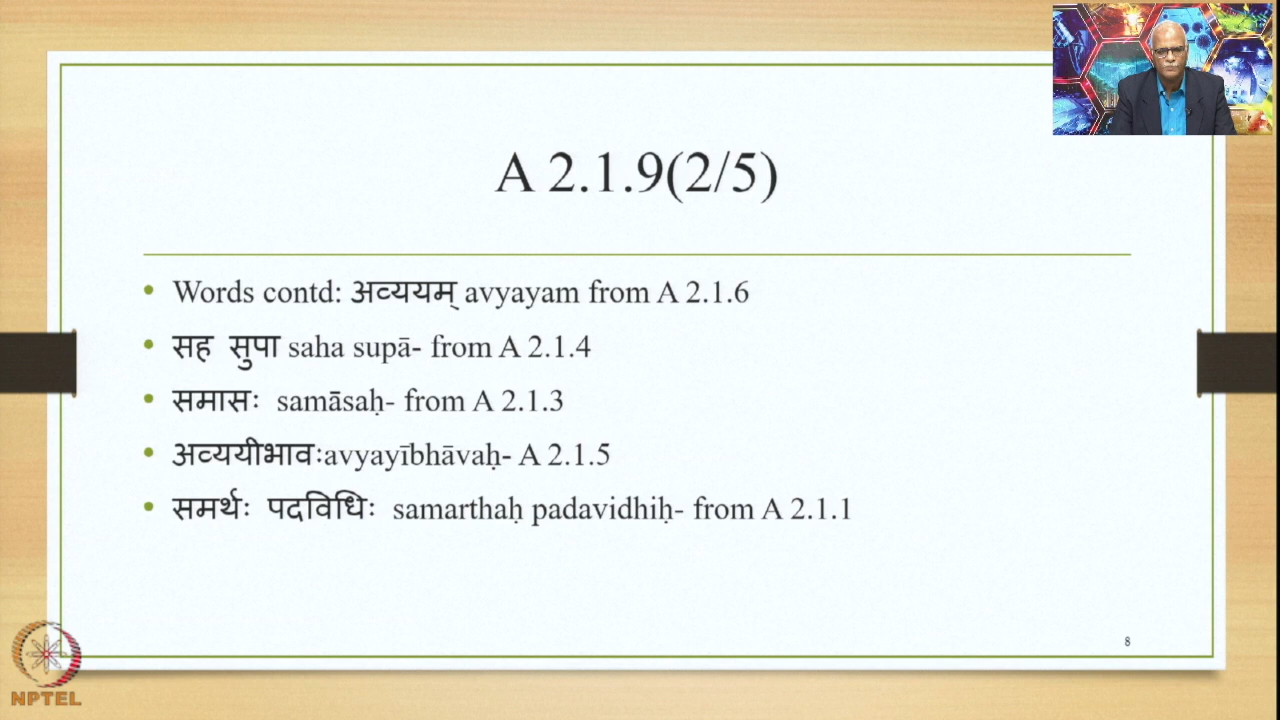 A 2.1.9(2/5)
• Words contd: अव्ययम् avyayam from A 2.1.6
• सह सुपा saha supā- from A 2.1.4
• समासः samāsaḥ- from A 2.1.3
• अव्ययीभावःavyayībhāvaḥ- A 2.1.5
• समर्थः पदविधिः samarthaḥ padavidhiḥ- from A 2.1.1
8
NPTEL